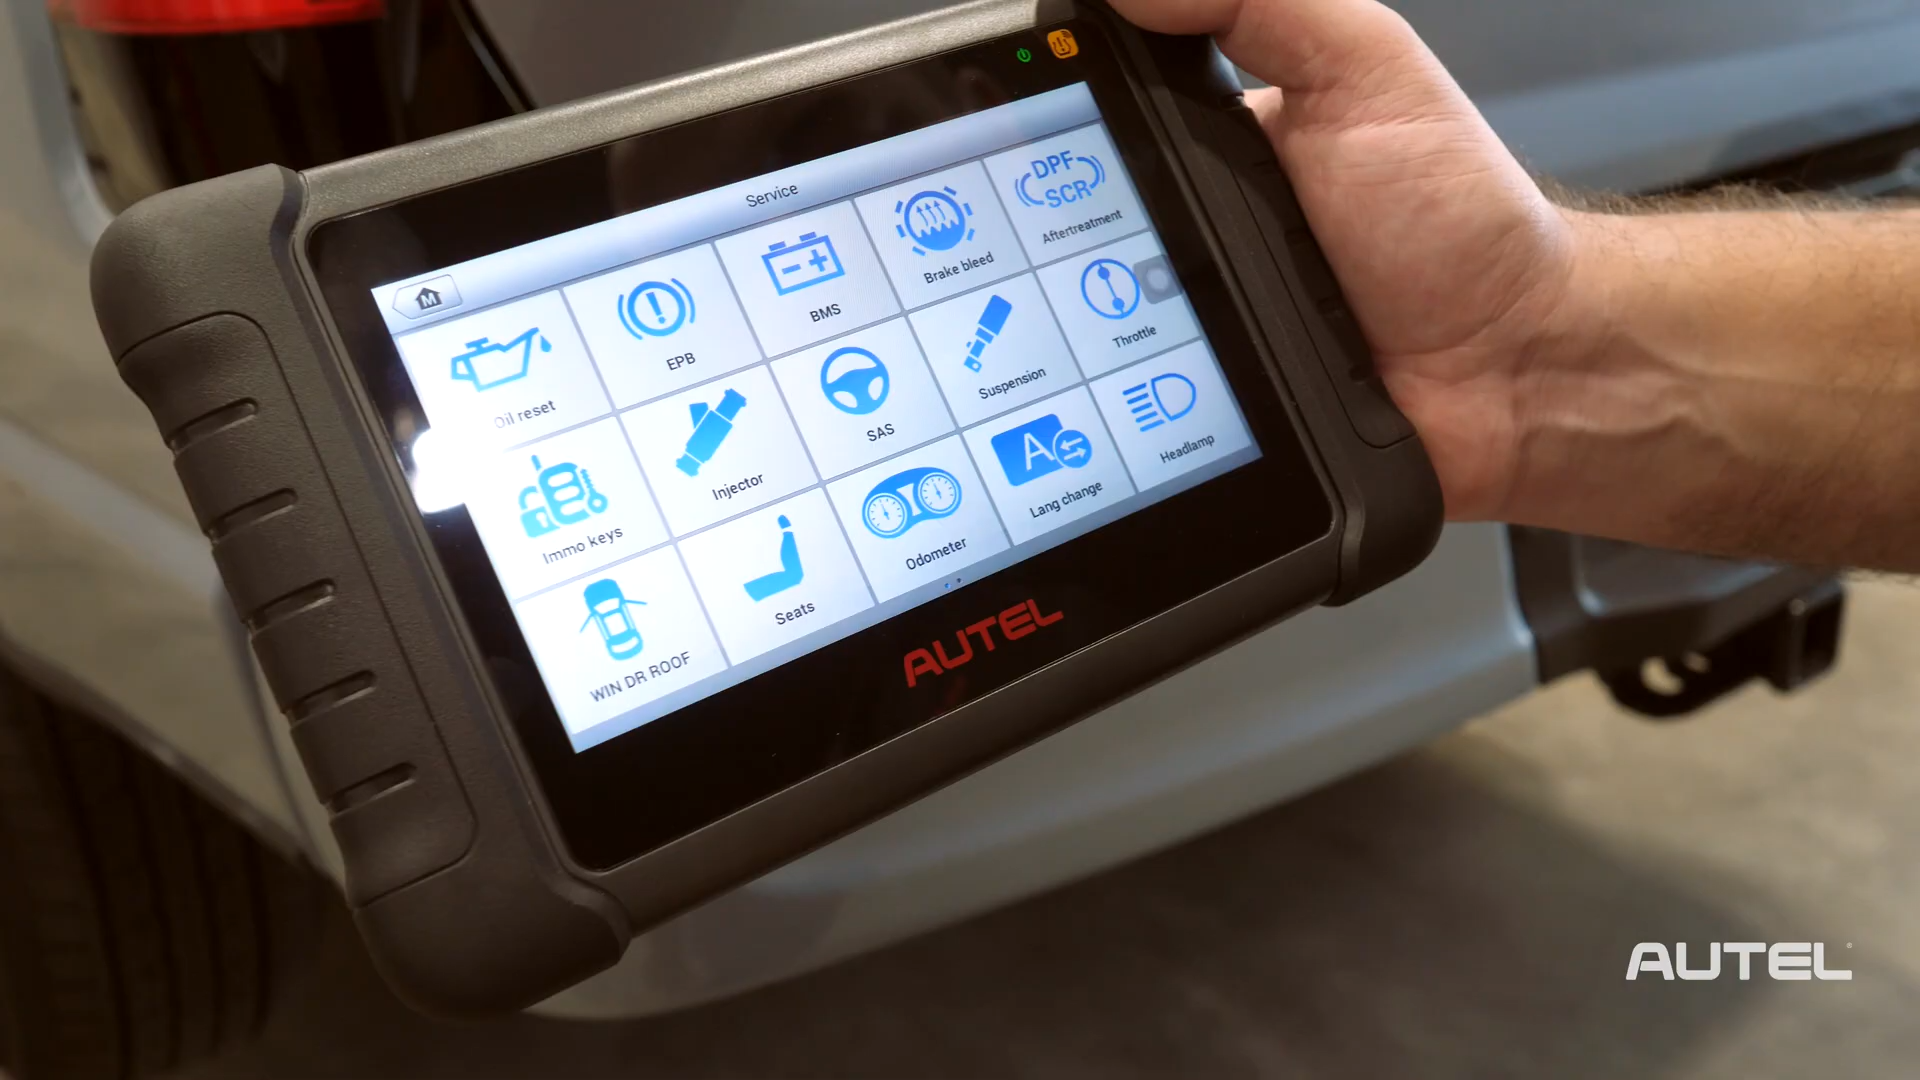 Service
M
Oil reset
EPB
BMS
Brake bleed
DPF
SCR
Aftertreatment
Immo keys
Injector
SAS
Suspension
Throttle
WIN DR ROOF
Seats
Odometer
A
Lang change
Headlamp
AUTEL
AUTEL